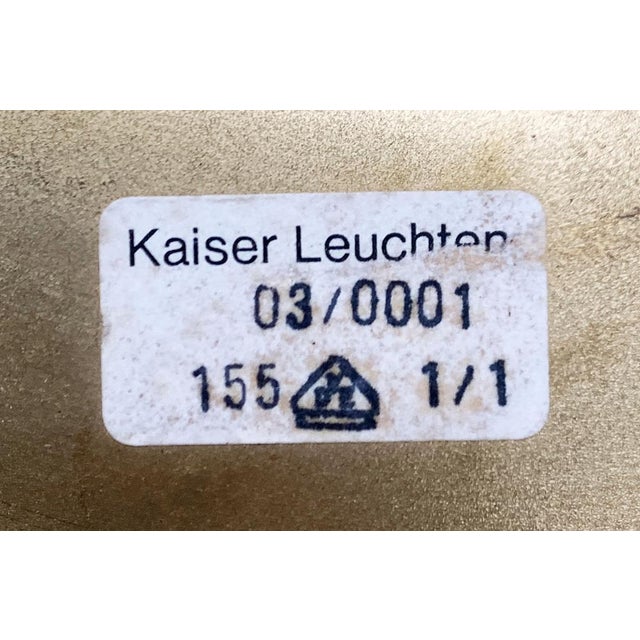 Kaiser Leuchten
03/0001
155 1/1